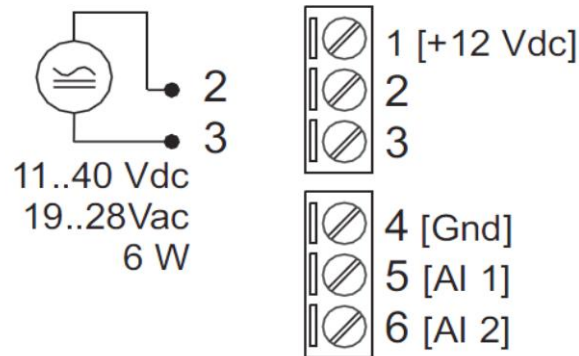 2
3
11..40 Vdc
19..28Vac
6 W
1 [+12 Vdc]
2
3
4 [Gnd]
5 [AI 1]
6 [AI 2]